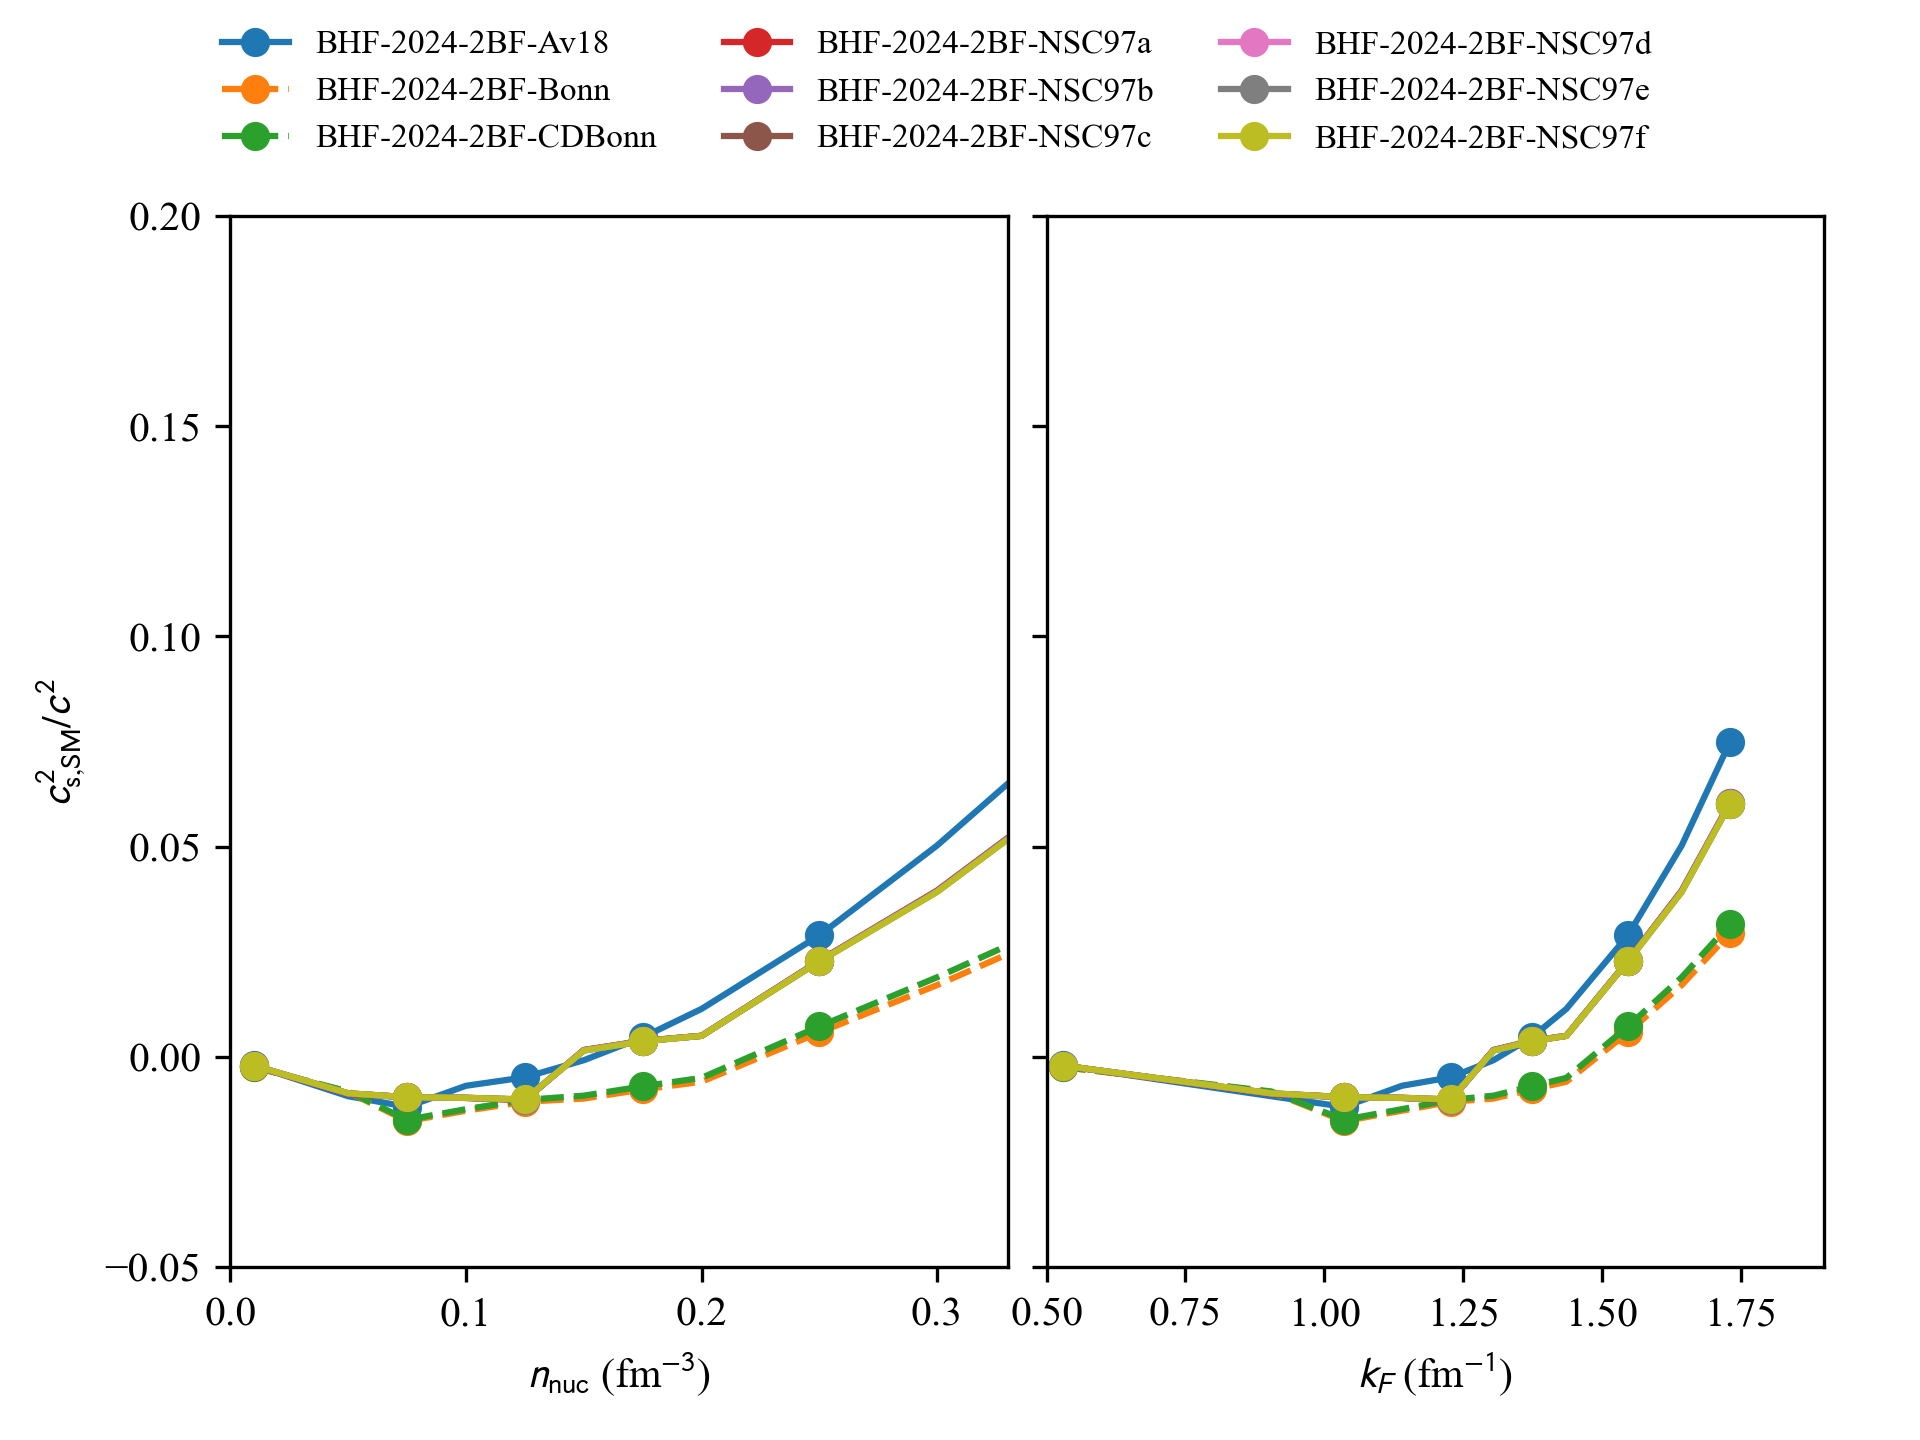 BHF-2024-2BF-Av18
BHF-2024-2BF-Bonn
BHF-2024-2BF-CDBonn
BHF-2024-2BF-NSC97a
BHF-2024-2BF-NSC97b
BHF-2024-2BF-NSC97c
BHF-2024-2BF-NSC97d
BHF-2024-2BF-NSC97e
BHF-2024-2BF-NSC97f
c²s,SM/c²
0.20
0.15
0.10
0.05
0.00
−0.05
0.0 0.1 0.2 0.3
n_nuc (fm⁻³)
0.50 0.75 1.00 1.25 1.50 1.75
k_F (fm⁻¹)